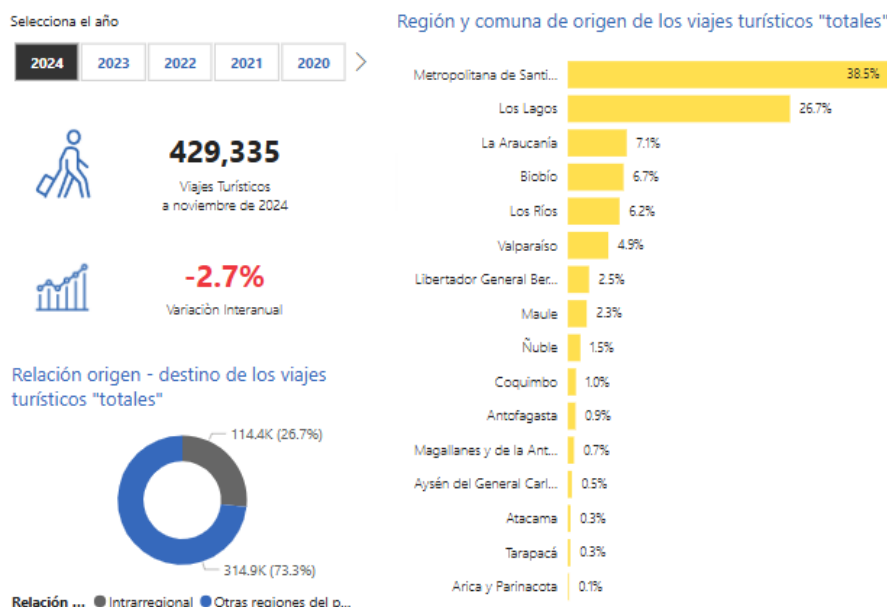 Selecciona el año
2024 2023 2022 2021 2020
429,335
Viajes Turísticos
a noviembre de 2024
-2.7%
Variaciòn Interanual
Relación origen - destino de los viajes
turísticos "totales"
114.4K (26.7%)
314.9K (73.3%)
Relación ... Intrarregional Otras regiones del p...
Región y comuna de origen de los viajes turísticos "totales"
Metropolitana de Santi... 38.5%
Los Lagos 26.7%
La Araucanía 7.1%
Biobío 6.7%
Los Ríos 6.2%
Valparaíso 4.9%
Libertador General Ber... 2.5%
Maule 2.3%
Ñuble 1.5%
Coquimbo 1.0%
Antofagasta 0.9%
Magallanes y de la Ant... 0.7%
Aysén del General Carl... 0.5%
Atacama 0.3%
Tarapacá 0.3%
Arica y Parinacota 0.1%